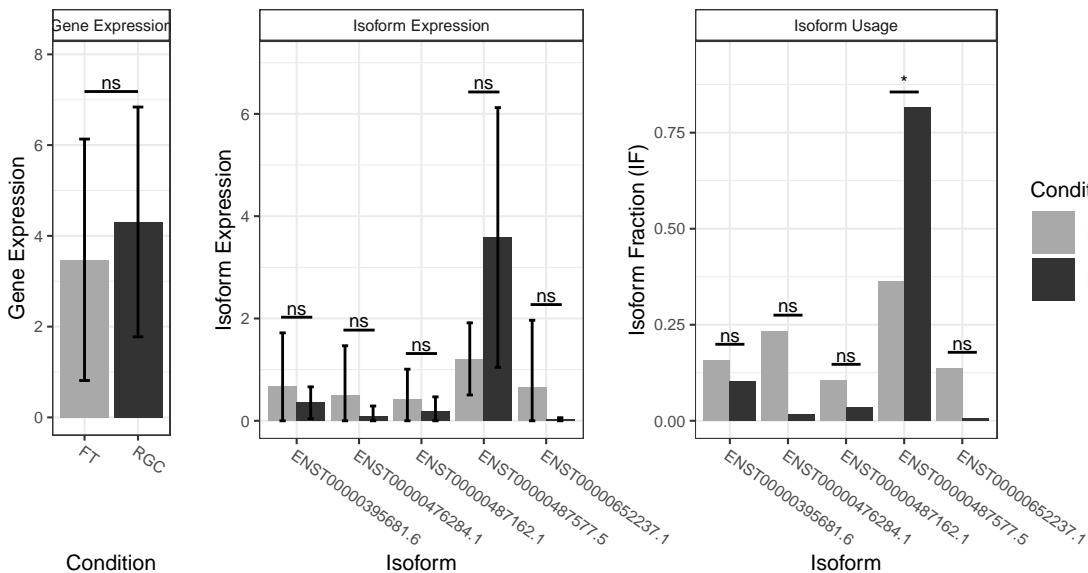 Gene Expression
Gene Expression
8
6
4
2
0
ns
FT
RGC
Condition
Isoform Expression
Isoform Expression
6
4
2
0
ns
ns
ns
ns
ns
ENST00000395681.6
ENST00000476284.1
ENST00000487162.1
ENST00000487577.5
ENST00000652237.1
Isoform
Isoform Usage
Isoform Fraction (IF)
0.75
0.50
0.25
0.00
ns
ns
ns
*
ns
ENST00000395681.6
ENST00000476284.1
ENST00000487162.1
ENST00000487577.5
ENST00000652237.1
Isoform
Condit